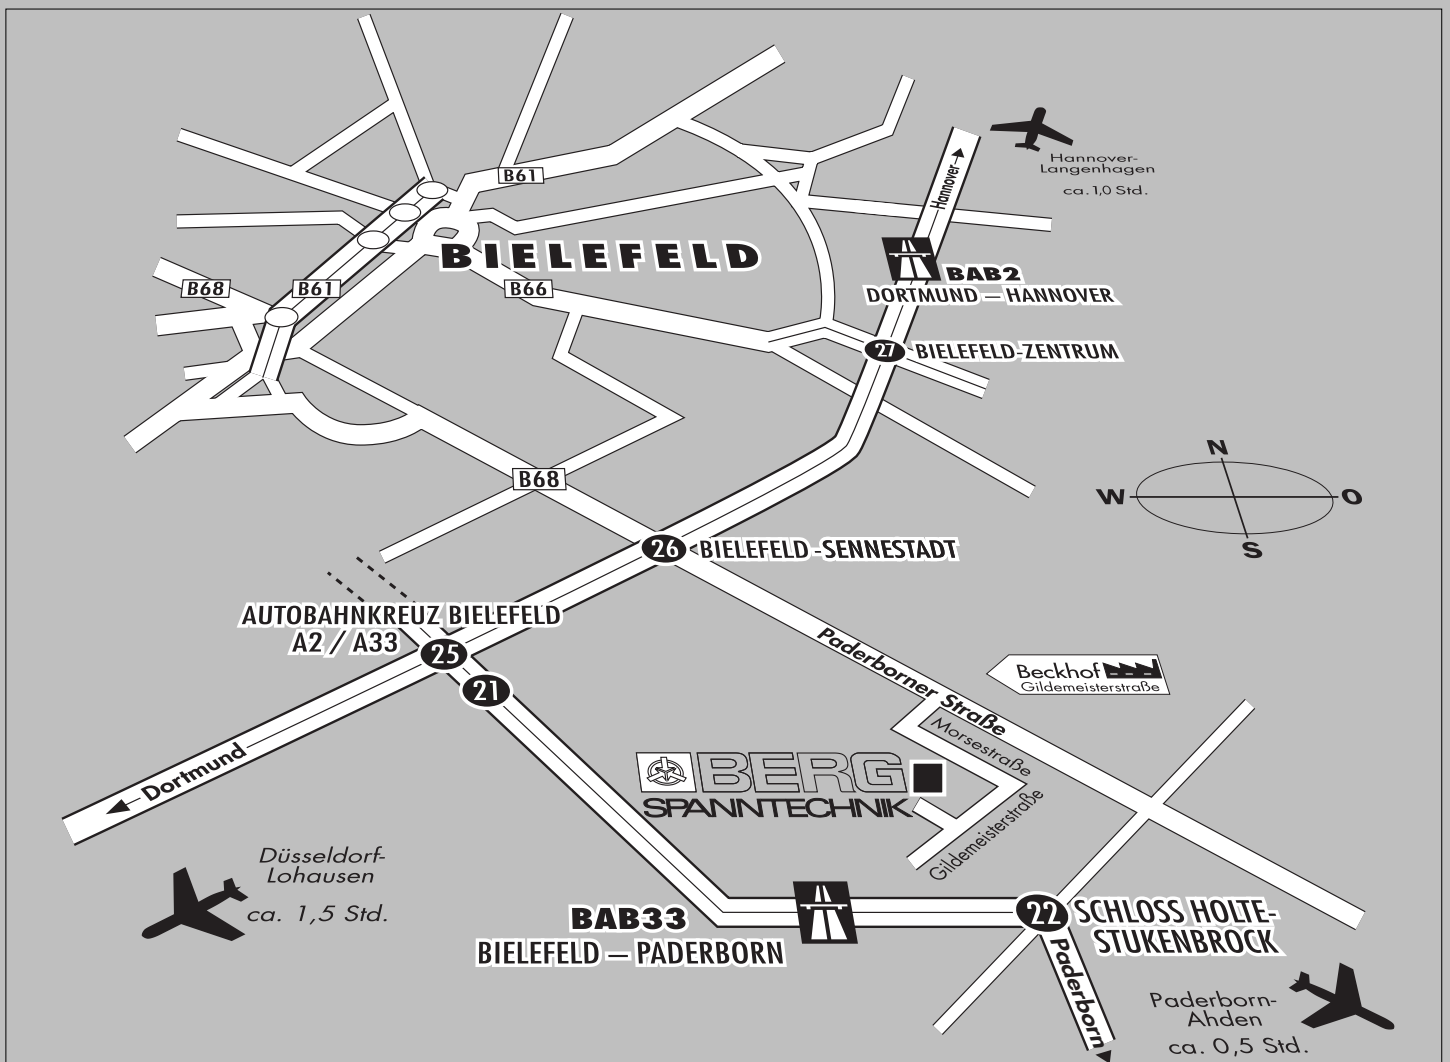 Hannover-
Langenhagen
ca. 1,0 Std.
Hannover
B61
BIELEFELD
B68
B61
B66
BAB2
DORTMUND – HANNOVER
27
BIELEFELD-ZENTRUM
N
W
O
S
B68
26
BIELEFELD-SENNESTADT
AUTOBAHNKREUZ BIELEFELD
A2 / A33
25
21
Paderborner Straße
Beckhof
Gildemeisterstraße
Morsestraße
Dortmund
BERG
SPANNTECHNIK
Gildemeisterstraße
Düsseldorf-
Lohausen
ca. 1,5 Std.
BAB33
BIELEFELD – PADERBORN
22
SCHLOSS HOLTE-
STUKENBROCK
Paderborn
Paderborn-
Ahden
ca. 0,5 Std.